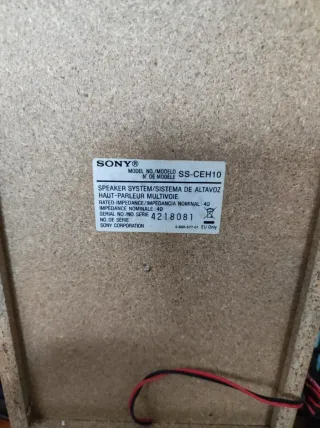 SONY®
MODEL NO./MODELO
N° DE MODÈLE SS-CEH10
SPEAKER SYSTEM/SISTEMA DE ALTAVOZ
HAUT-PARLEUR MULTIVOIE
RATED IMPEDANCE/IMPEDANCIA NOMINAL 4Ω
IMPÉDANCE NOMINALE 4Ω
SERIAL NO./NO. SERIE 4218081
NO. DE SÉRIE
SONY CORPORATION EU Only